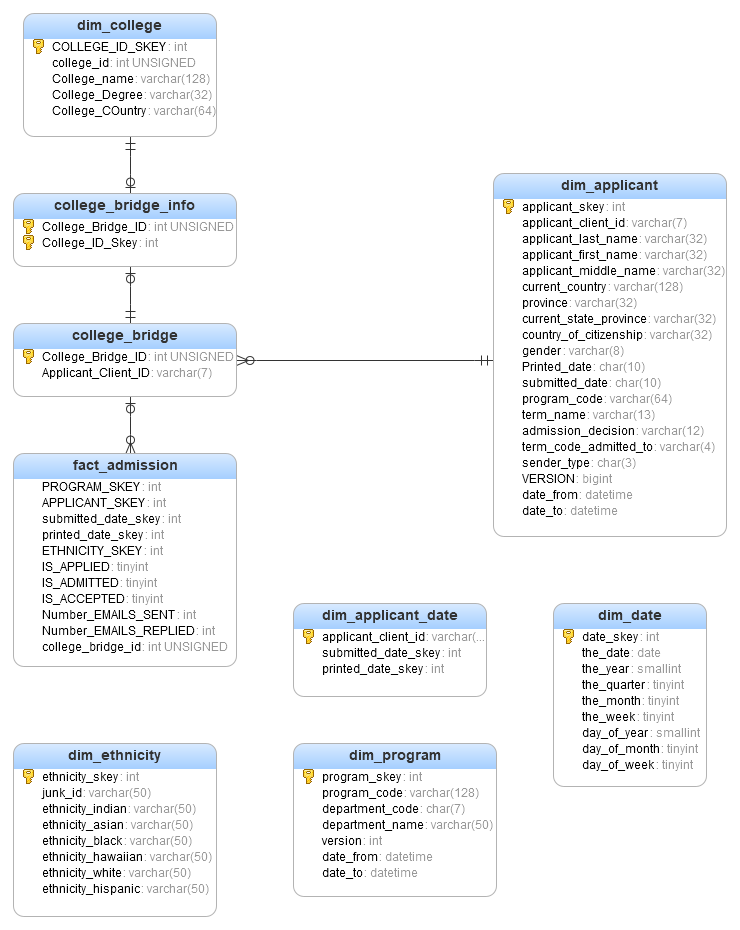 dim_college
COLLEGE_ID_SKEY: int
college_id: int UNSIGNED
College_name: varchar(128)
College_Degree: varchar(32)
College_COuntry: varchar(64)
college_bridge_info
College_Bridge_ID: int UNSIGNED
College_ID_Skey: int
college_bridge
College_Bridge_ID: int UNSIGNED
Applicant_Client_ID: varchar(7)
dim_applicant
applicant_skey: int
applicant_client_id: varchar(7)
applicant_last_name: varchar(32)
applicant_first_name: varchar(32)
applicant_middle_name: varchar(32)
current_country: varchar(128)
province: varchar(32)
current_state_province: varchar(32)
country_of_citizenship: varchar(32)
gender: varchar(8)
Printed_date: char(10)
submitted_date: char(10)
program_code: varchar(64)
term_name: varchar(13)
admission_decision: varchar(12)
term_code_admitted_to: varchar(4)
sender_type: char(3)
VERSION: bigint
date_from: datetime
date_to: datetime
fact_admission
PROGRAM_SKEY: int
APPLICANT_SKEY: int
submitted_date_skey: int
printed_date_skey: int
ETHNICITY_SKEY: int
IS_APPLIED: tinyint
IS_ADMITTED: tinyint
IS_ACCEPTED: tinyint
Number_EMAILS_SENT: int
Number_EMAILS_REPLIED: int
college_bridge_id: int UNSIGNED
dim_applicant_date
applicant_client_id: varchar(...
submitted_date_skey: int
printed_date_skey: int
dim_date
date_skey: int
the_date: date
the_year: smallint
the_quarter: tinyint
the_month: tinyint
the_week: tinyint
day_of_year: smallint
day_of_month: tinyint
day_of_week: tinyint
dim_ethnicity
ethnicity_skey: int
junk_id: varchar(50)
ethnicity_indian: varchar(50)
ethnicity_asian: varchar(50)
ethnicity_black: varchar(50)
ethnicity_hawaiian: varchar(50)
ethnicity_white: varchar(50)
ethnicity_hispanic: varchar(50)
dim_program
program_skey: int
program_code: varchar(128)
department_code: char(7)
department_name: varchar(50)
version: int
date_from: datetime
date_to: datetime